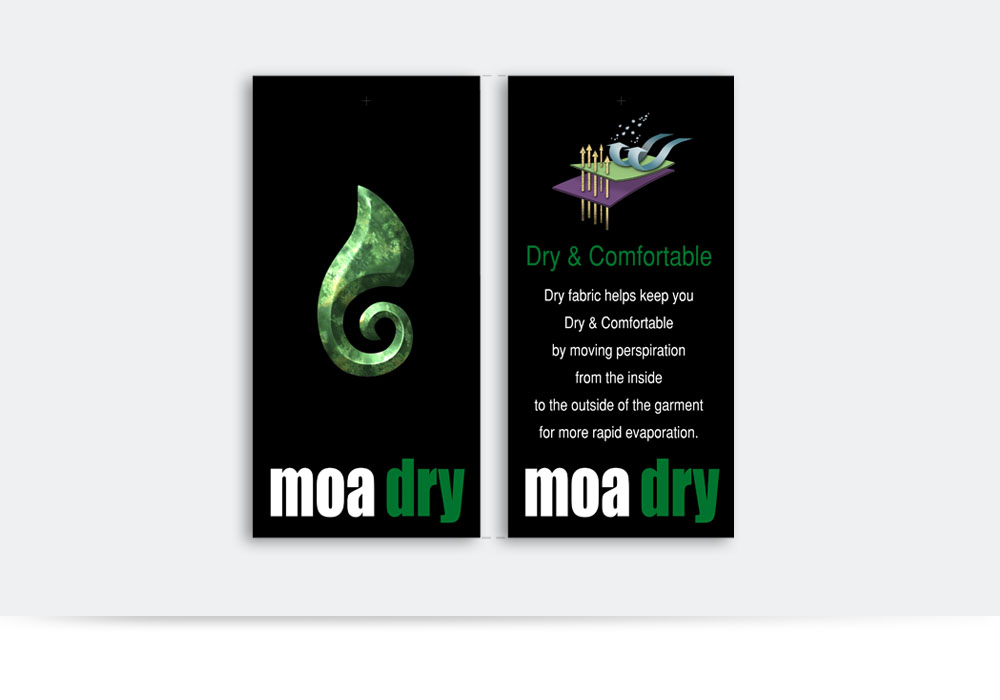 moa dry
Dry & Comfortable
Dry fabric helps keep you
Dry & Comfortable
by moving perspiration
from the inside
to the outside of the garment
for more rapid evaporation.
moa dry